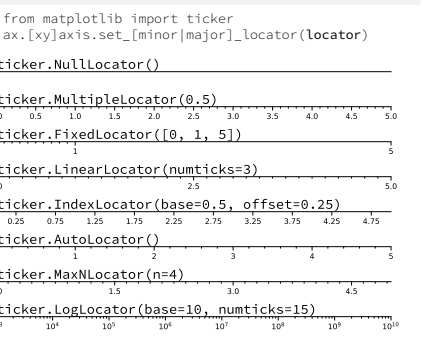 from matplotlib import ticker
ax.[xy]axis.set_[minor|major]_locator(locator)
ticker.NullLocator()
ticker.MultipleLocator(0.5)
0.5 1.0 1.5 2.0 2.5 3.0 3.5 4.0 4.5 5.0
ticker.FixedLocator([0, 1, 5])
1 5
ticker.LinearLocator(numticks=3)
2.5 5.0
ticker.IndexLocator(base=0.5, offset=0.25)
0.25 0.75 1.25 1.75 2.25 2.75 3.25 3.75 4.25 4.75
ticker.AutoLocator()
1 2 3 4 5
ticker.MaxNLocator(n=4)
1.5 3.0 4.5
ticker.LogLocator(base=10, numticks=15)
10⁴ 10⁵ 10⁶ 10⁷ 10⁸ 10⁹ 10¹⁰